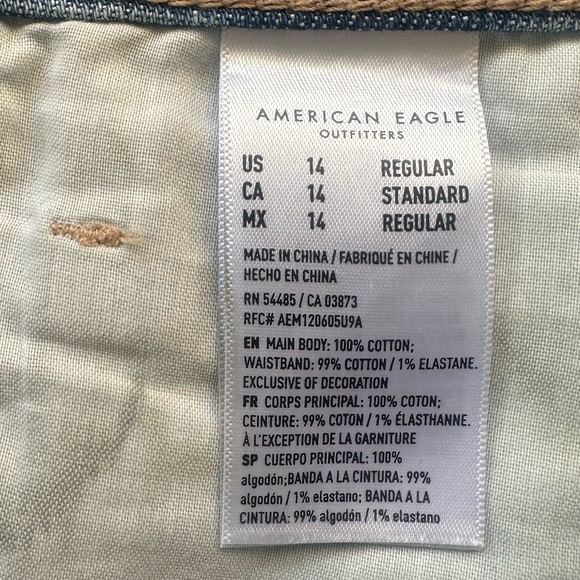 AMERICAN EAGLE
OUTFITTERS
US 14 REGULAR
CA 14 STANDARD
MX 14 REGULAR
MADE IN CHINA / FABRIQUÉ EN CHINE /
HECHO EN CHINA
RN 54485 / CA 03873
RFC# AEM120605U9A
EN MAIN BODY: 100% COTTON;
WAISTBAND: 99% COTTON / 1% ELASTANE.
EXCLUSIVE OF DECORATION
FR CORPS PRINCIPAL: 100% COTON;
CEINTURE: 99% COTON / 1% ÉLASTHANNE.
À L'EXCEPTION DE LA GARNITURE
SP CUERPO PRINCIPAL: 100%
algodón;BANDA A LA CINTURA: 99%
algodón / 1% elastano; BANDA A LA
CINTURA: 99% algodón / 1% elastano